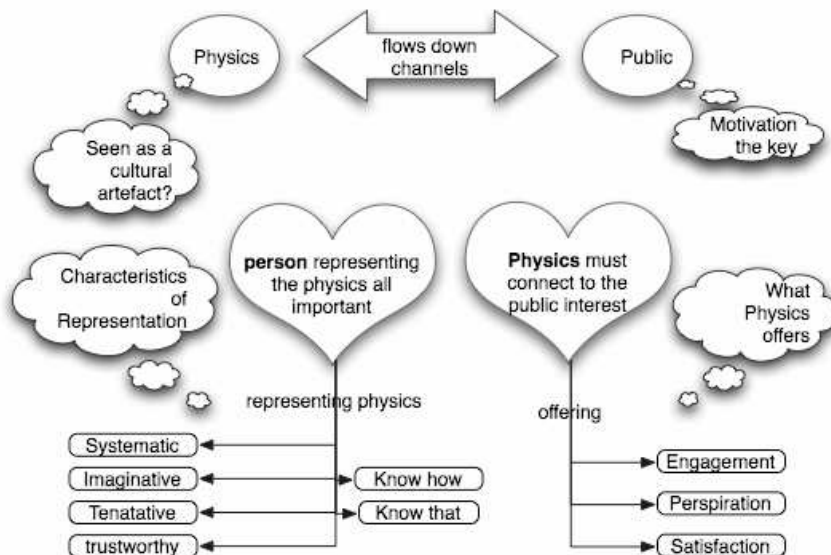 Physics
flows down
channels
Public
Seen as a
cultural
artefact?
Motivation
the key
Characteristics
of
Representation
person representing
the physics all
important
Physics must
connect to the
public interest
What
Physics
offers
representing physics
offering
Systematic
Imaginative
Tenatative
trustworthy
Know how
Know that
Engagement
Perspiration
Satisfaction